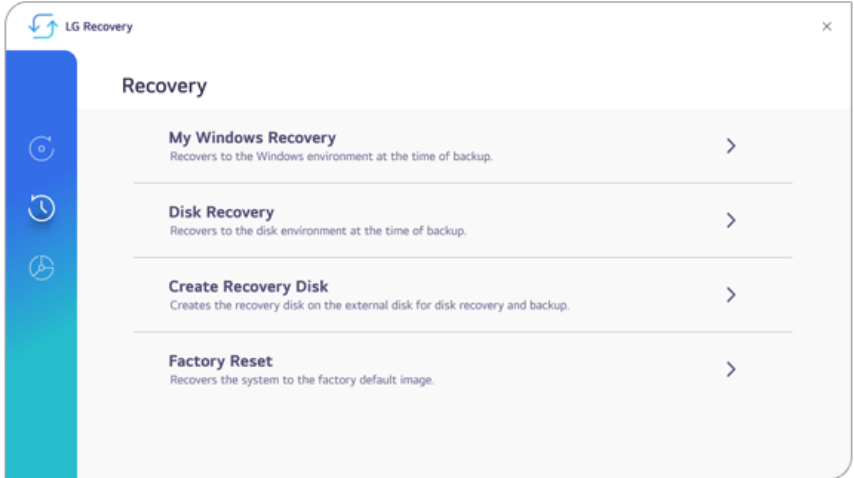 LG Recovery
Recovery
My Windows Recovery
Recovers to the Windows environment at the time of backup.
Disk Recovery
Recovers to the disk environment at the time of backup.
Create Recovery Disk
Creates the recovery disk on the external disk for disk recovery and backup.
Factory Reset
Recovers the system to the factory default image.